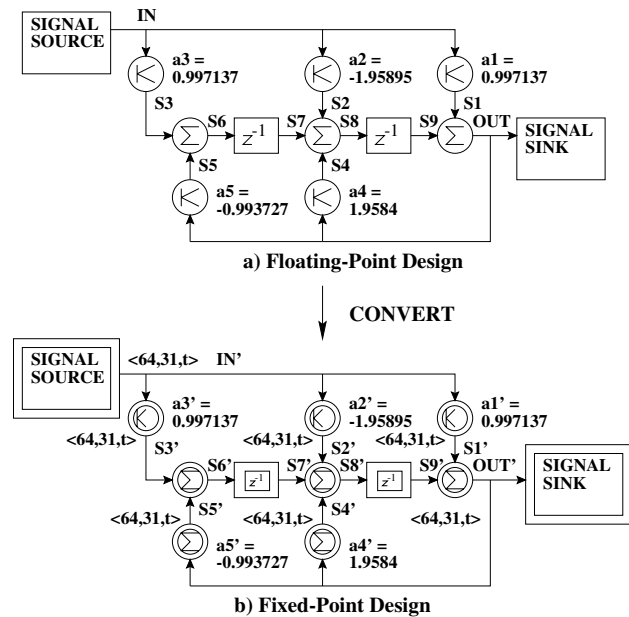 SIGNAL
SOURCE
IN
a3 =
0.997137
a2 =
-1.95895
a1 =
0.997137
S3
S2
S1
S6
S7
S8
S9
OUT
Σ
z-1
Σ
z-1
Σ
SIGNAL
SINK
S5
S4
a5 =
-0.993727
a4 =
1.9584
a) Floating-Point Design
CONVERT
SIGNAL
SOURCE
<64,31,t>
IN'
a3' =
0.997137
a2' =
-1.95895
a1' =
0.997137
<64,31,t>
<64,31,t>
<64,31,t>
S3'
S2'
S1'
S6'
S7'
S8'
S9'
OUT'
Σ
z-1
Σ
z-1
Σ
SIGNAL
SINK
S5'
S4'
<64,31,t>
<64,31,t>
<64,31,t>
Σ
Σ
a5' =
-0.993727
a4' =
1.9584
b) Fixed-Point Design